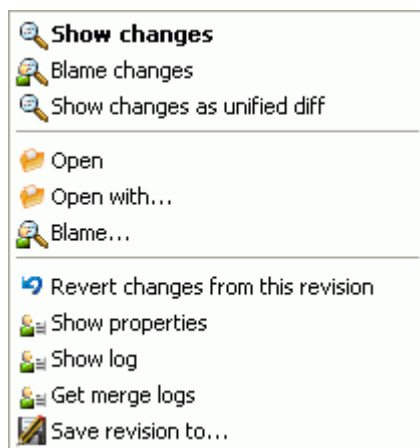 Show changes
Blame changes
Show changes as unified diff
Open
Open with...
Blame...
Revert changes from this revision
Show properties
Show log
Get merge logs
Save revision to...